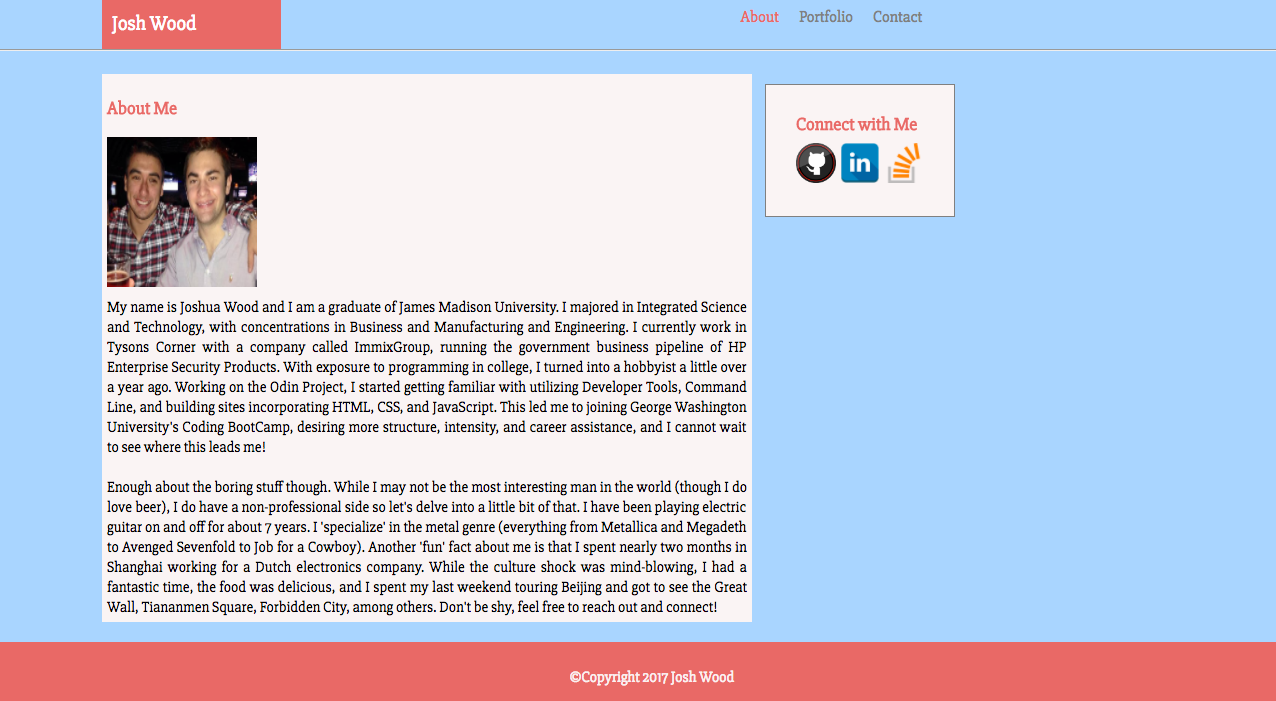 Josh Wood
About Portfolio Contact
About Me
My name is Joshua Wood and I am a graduate of James Madison University. I majored in Integrated Science
and Technology, with concentrations in Business and Manufacturing and Engineering. I currently work in
Tysons Corner with a company called ImmixGroup, running the government business pipeline of HP
Enterprise Security Products. With exposure to programming in college, I turned into a hobbyist a little over
a year ago. Working on the Odin Project, I started getting familiar with utilizing Developer Tools, Command
Line, and building sites incorporating HTML, CSS, and JavaScript. This led me to joining George Washington
University's Coding BootCamp, desiring more structure, intensity, and career assistance, and I cannot wait
to see where this leads me!
Enough about the boring stuff though. While I may not be the most interesting man in the world (though I do
love beer), I do have a non-professional side so let's delve into a little bit of that. I have been playing electric
guitar on and off for about 7 years. I 'specialize' in the metal genre (everything from Metallica and Megadeth
to Avenged Sevenfold to Job for a Cowboy). Another 'fun' fact about me is that I spent nearly two months in
Shanghai working for a Dutch electronics company. While the culture shock was mind-blowing, I had a
fantastic time, the food was delicious, and I spent my last weekend touring Beijing and got to see the Great
Wall, Tiananmen Square, Forbidden City, among others. Don't be shy, feel free to reach out and connect!
Connect with Me
in
©Copyright 2017 Josh Wood